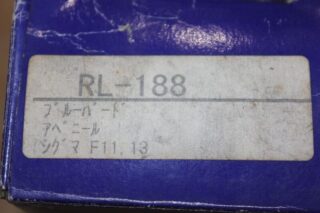 RL-188
ﾌﾞﾙｰﾊﾞｰﾄﾞ
ｱﾍﾞﾆｰﾙ
ｼｸﾞﾏ F11.13